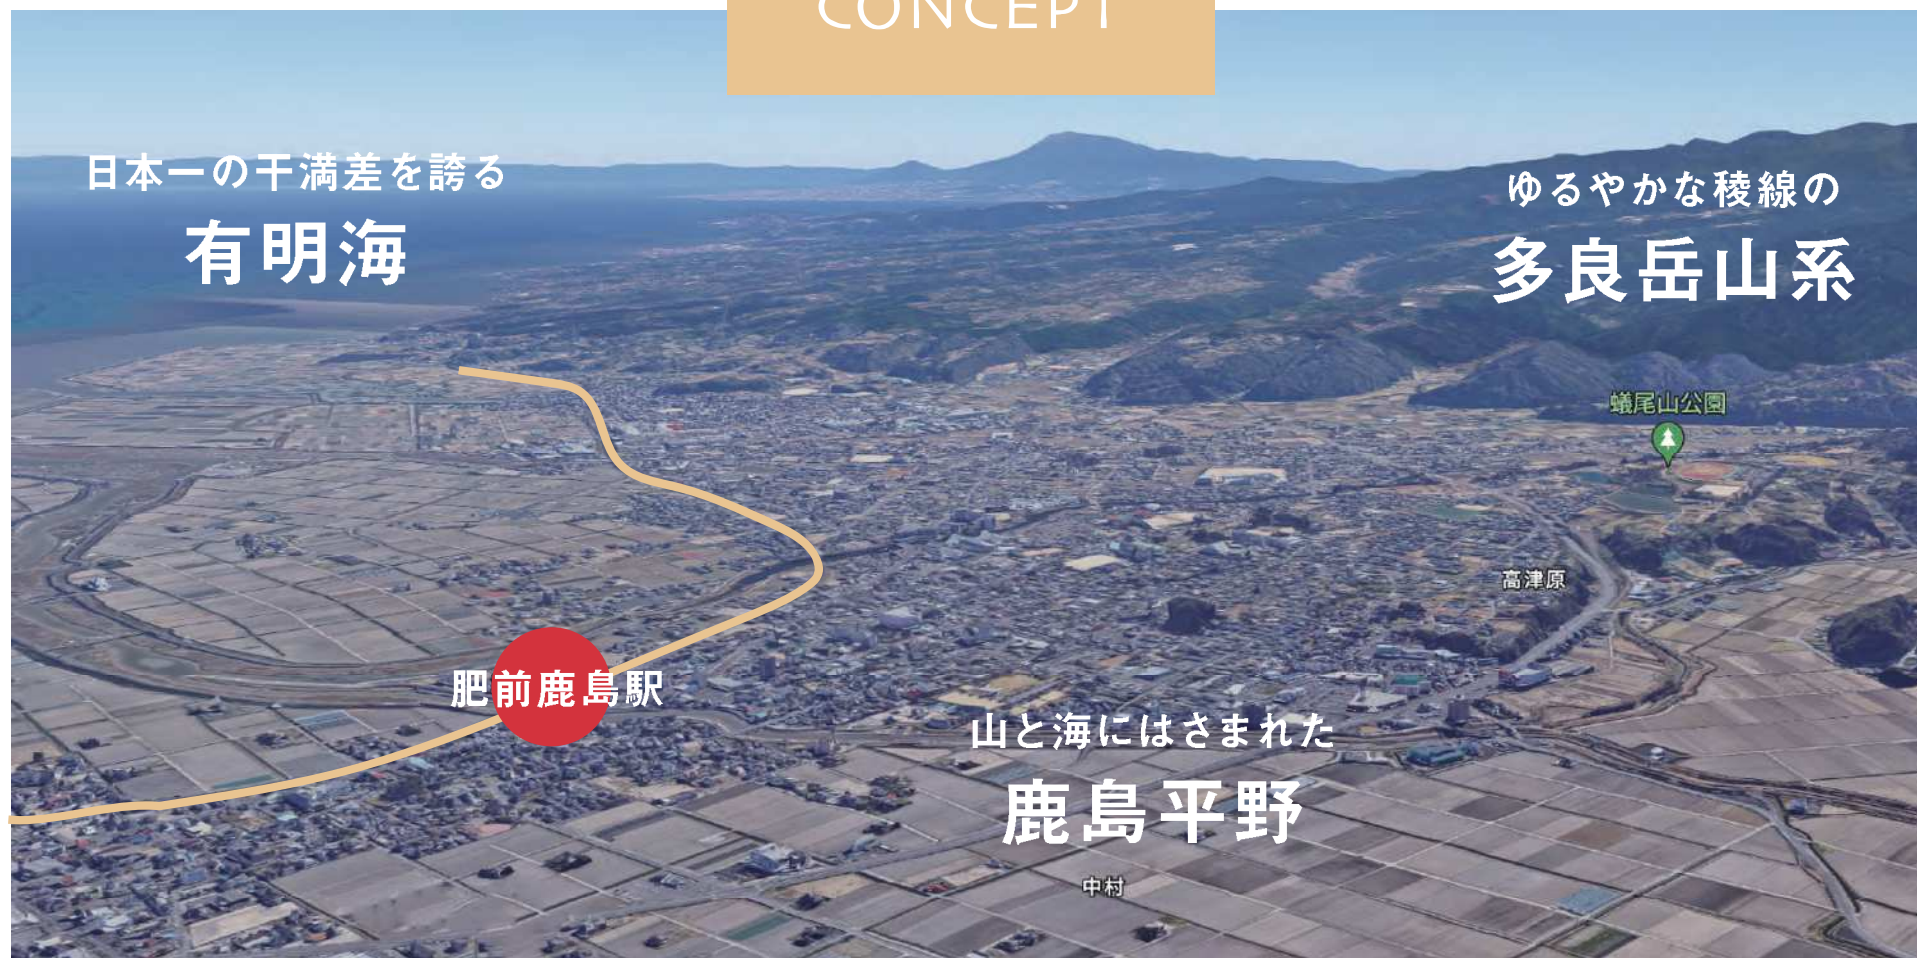 CONCEPT
日本一の干満差を誇る
有明海
ゆるやかな稜線の
多良岳山系
蟻尾山公園
高津原
肥前鹿島駅
山と海にはさまれた
鹿島平野
中村